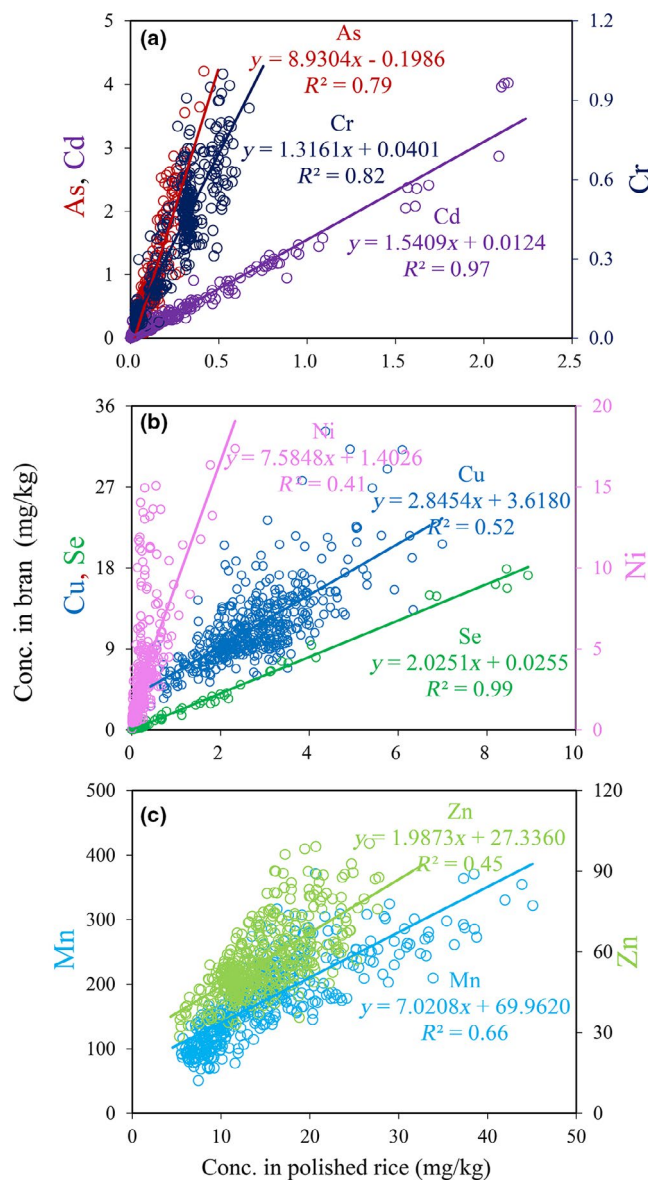 (a)
5
4
3
2
1
0
As, Cd
As
y = 8.9304x - 0.1986
R² = 0.79
Cr
y = 1.3161x + 0.0401
R² = 0.82
Cd
y = 1.5409x + 0.0124
R² = 0.97
1.2
0.9
0.6
0.3
0.0
Cr
0.0 0.5 1.0 1.5 2.0 2.5
Conc. in bran (mg/kg)
(b)
36
27
18
9
0
Cu, Se
Ni
y = 7.5848x + 1.4026
R² = 0.41
Cu
y = 2.8454x + 3.6180
R² = 0.52
Se
y = 2.0251x + 0.0255
R² = 0.99
20
15
10
5
0
Ni
0 2 4 6 8 10
(c)
500
400
300
200
100
0
Mn
Zn
y = 1.9873x + 27.3360
R² = 0.45
Mn
y = 7.0208x + 69.9620
R² = 0.66
120
90
60
30
0
Zn
0 10 20 30 40 50
Conc. in polished rice (mg/kg)